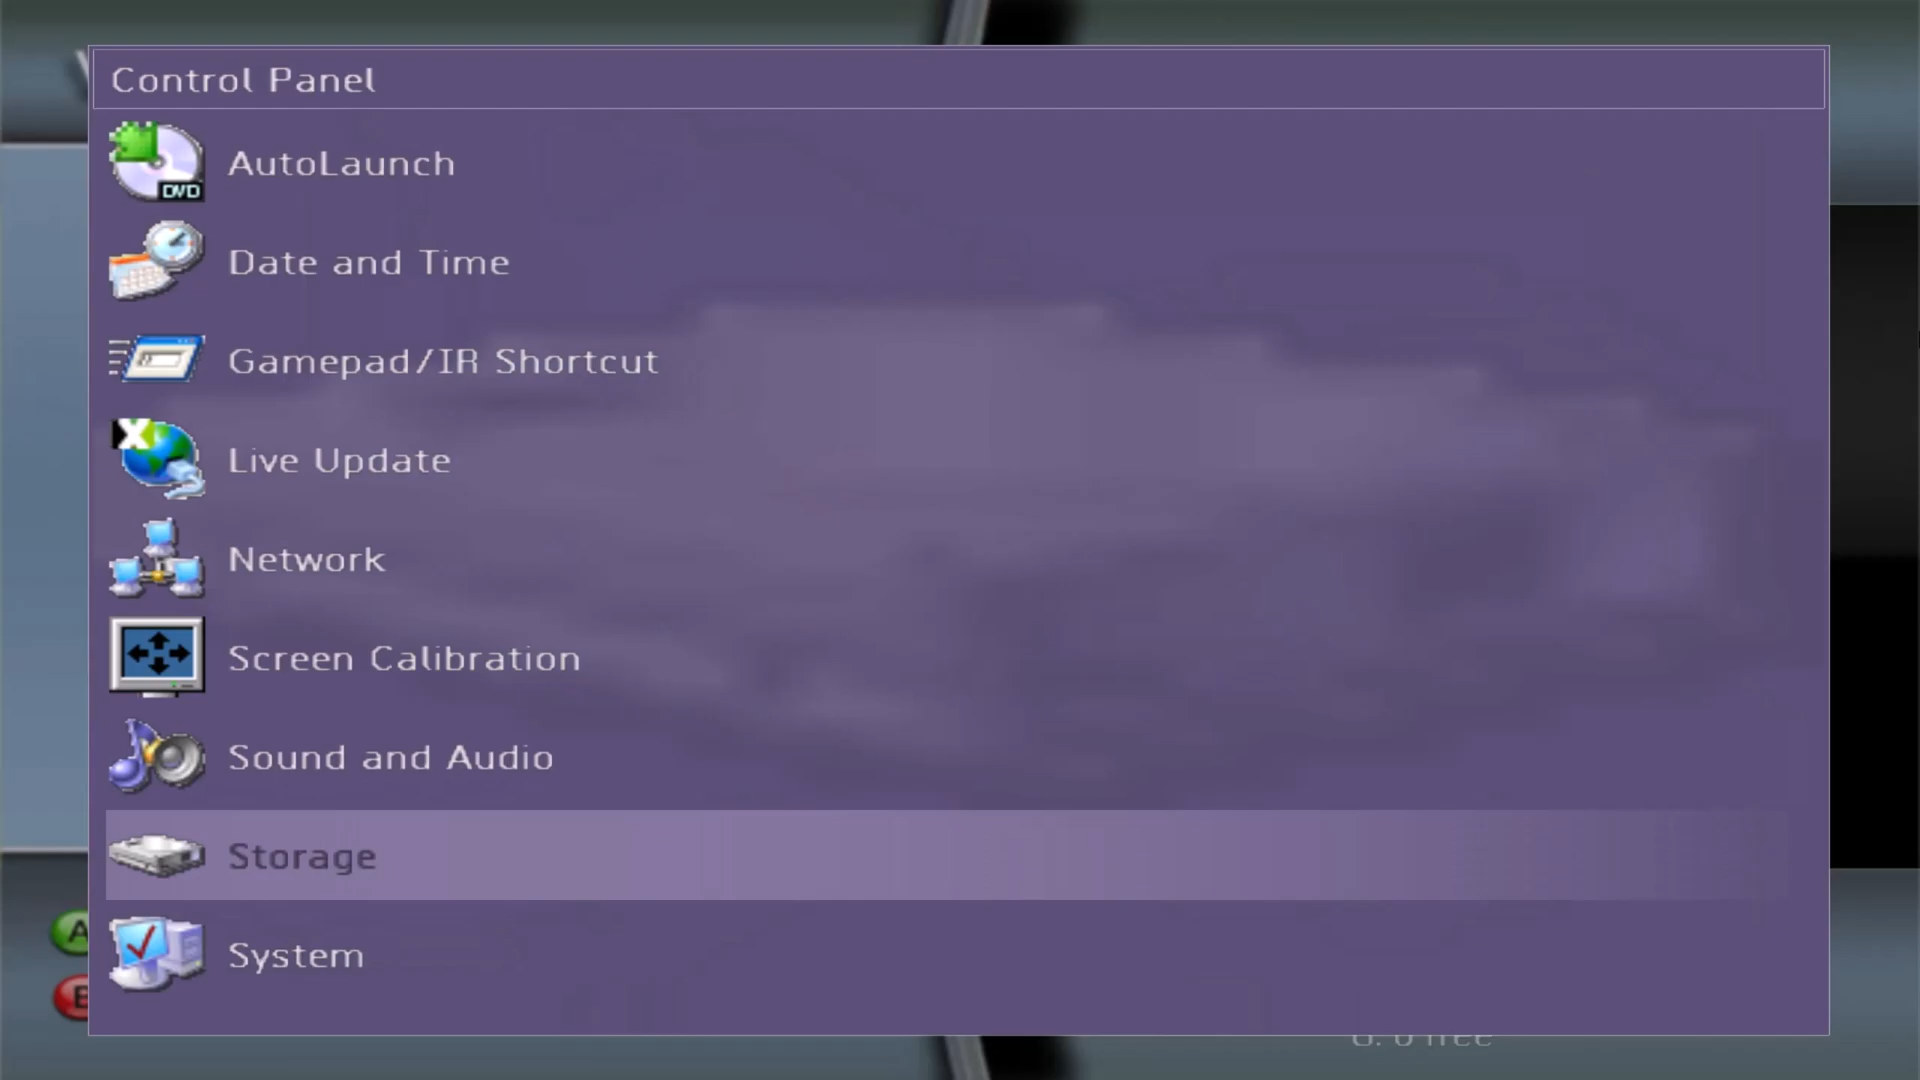 Control Panel
AutoLaunch
DVD
Date and Time
Gamepad/IR Shortcut
X
Live Update
Network
Screen Calibration
Sound and Audio
Storage
A
System
B